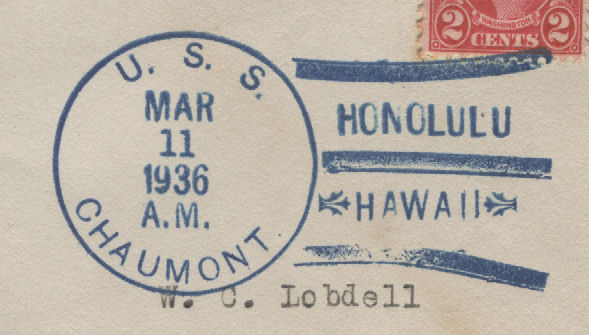 2 WASHINGTON 2
CENTS
U. S. S.
MAR
11
1936
A.M.
CHAUMONT.
HONOLULU
HAWAII
W. C. Lobdell